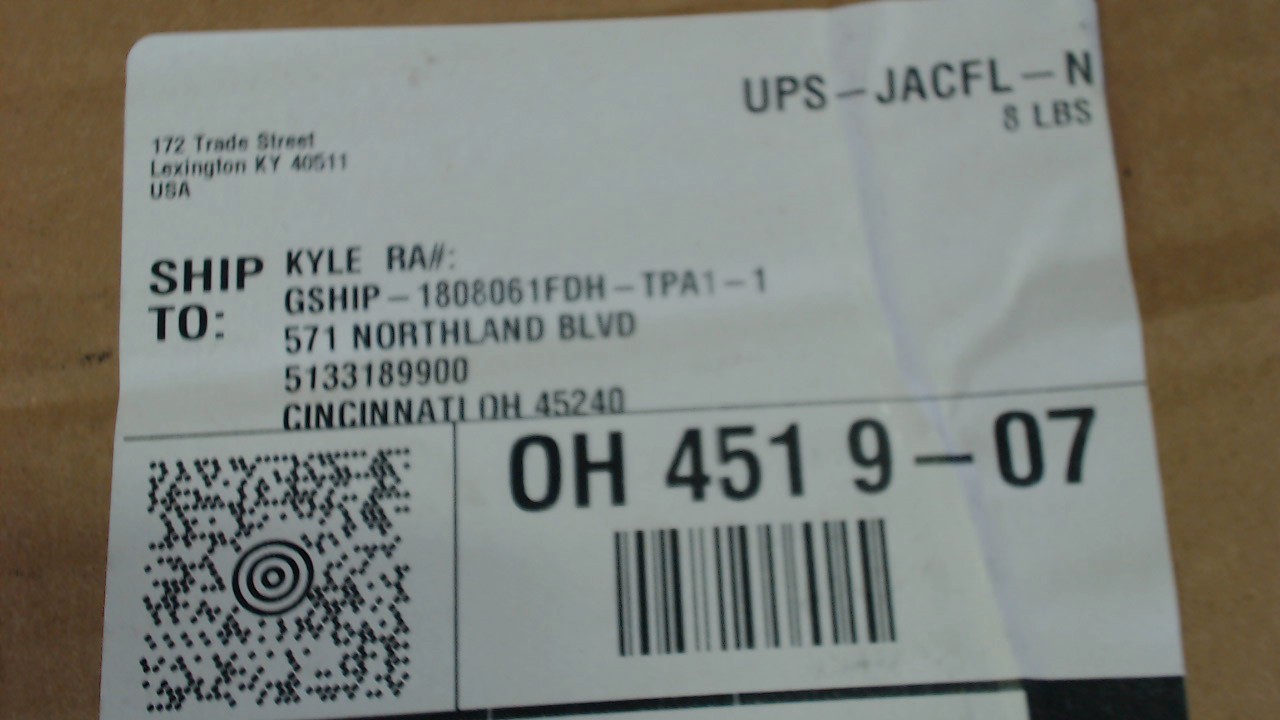 UPS-JACFL-N
8 LBS
172 Trade Street
Lexington KY 40511
USA
SHIP TO:
KYLE RA#:
GSHIP-1808061FDH-TPA1-1
571 NORTHLAND BLVD
5133189900
CINCINNATI OH 45240
OH 451 9-07